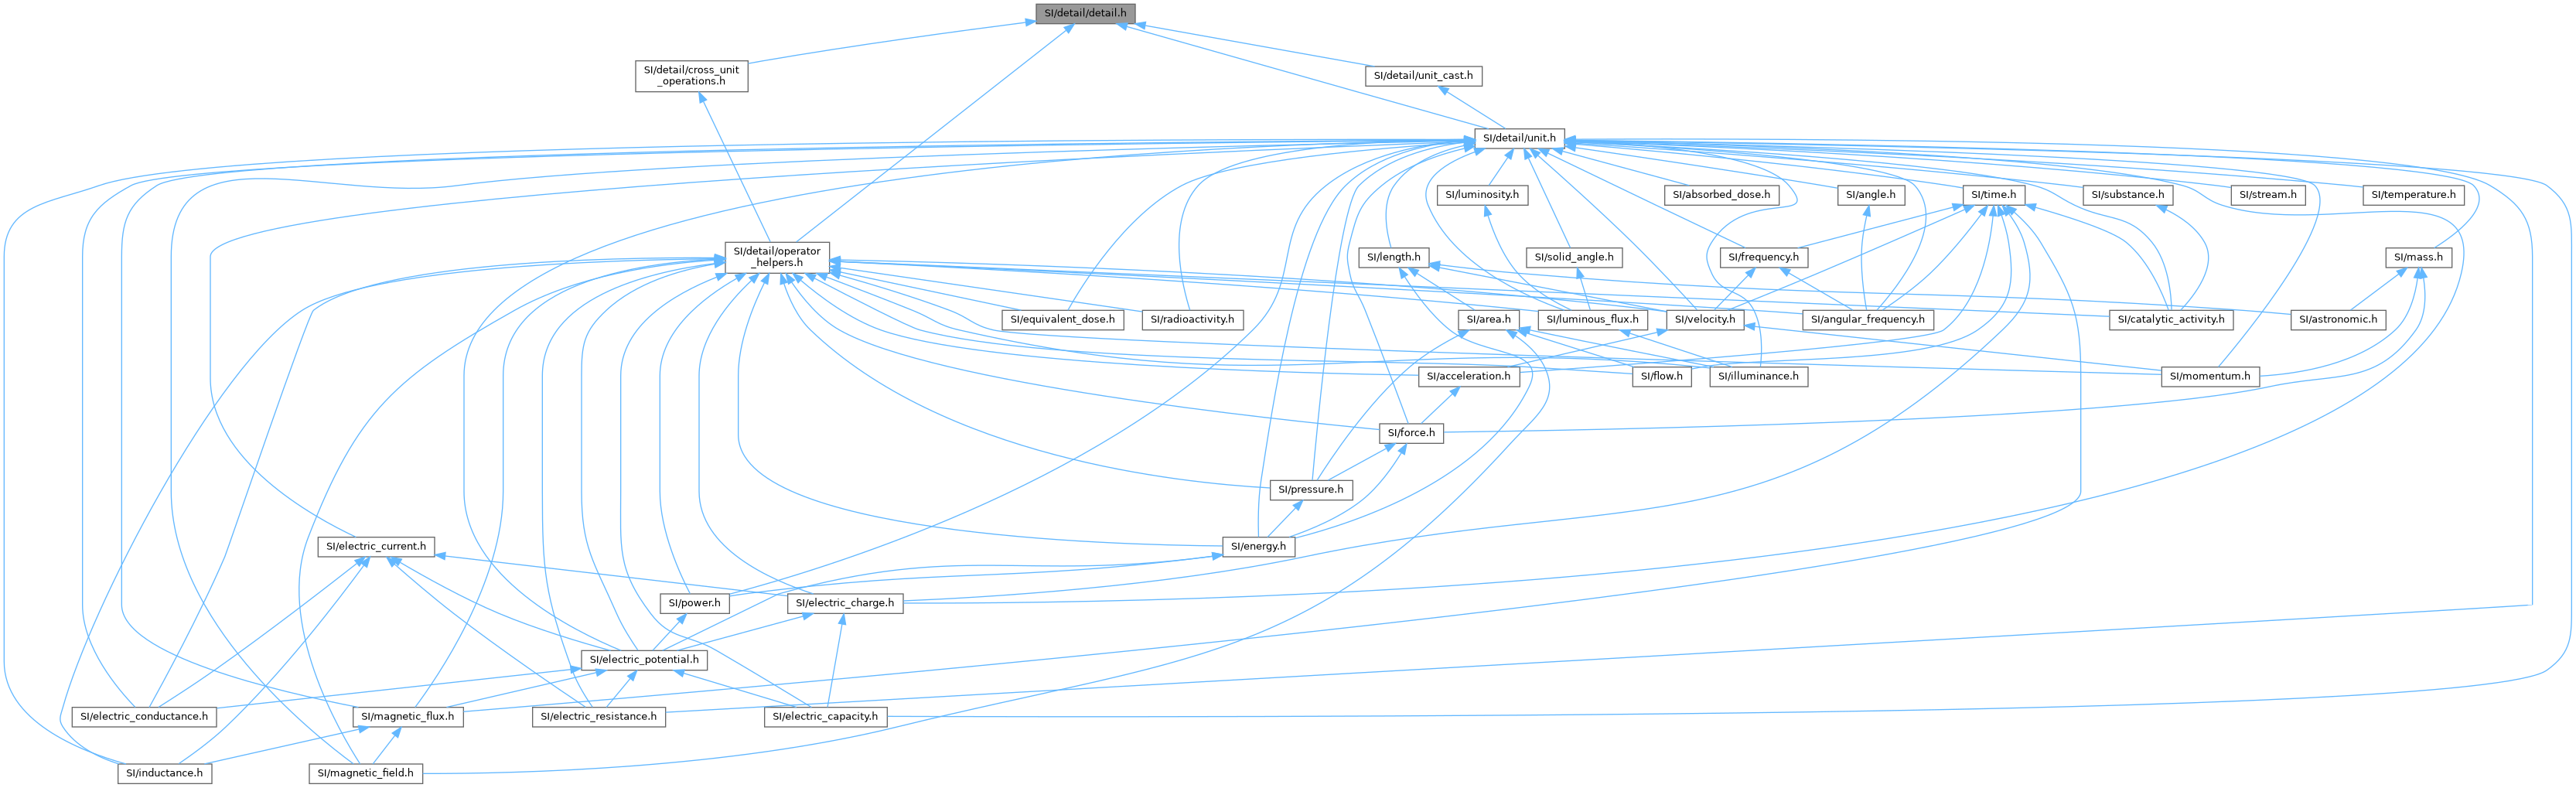 SI/detail/detail.h
SI/detail/cross_unit
_operations.h
SI/detail/unit_cast.h
SI/detail/unit.h
SI/luminosity.h
SI/absorbed_dose.h
SI/angle.h
SI/time.h
SI/substance.h
SI/stream.h
SI/temperature.h
SI/detail/operator
_helpers.h
SI/length.h
SI/solid_angle.h
SI/frequency.h
SI/mass.h
SI/equivalent_dose.h
SI/radioactivity.h
SI/area.h
SI/luminous_flux.h
SI/velocity.h
SI/angular_frequency.h
SI/catalytic_activity.h
SI/astronomic.h
SI/acceleration.h
SI/flow.h
SI/illuminance.h
SI/momentum.h
SI/force.h
SI/pressure.h
SI/electric_current.h
SI/energy.h
SI/power.h
SI/electric_charge.h
SI/electric_potential.h
SI/electric_conductance.h
SI/magnetic_flux.h
SI/electric_resistance.h
SI/electric_capacity.h
SI/inductance.h
SI/magnetic_field.h